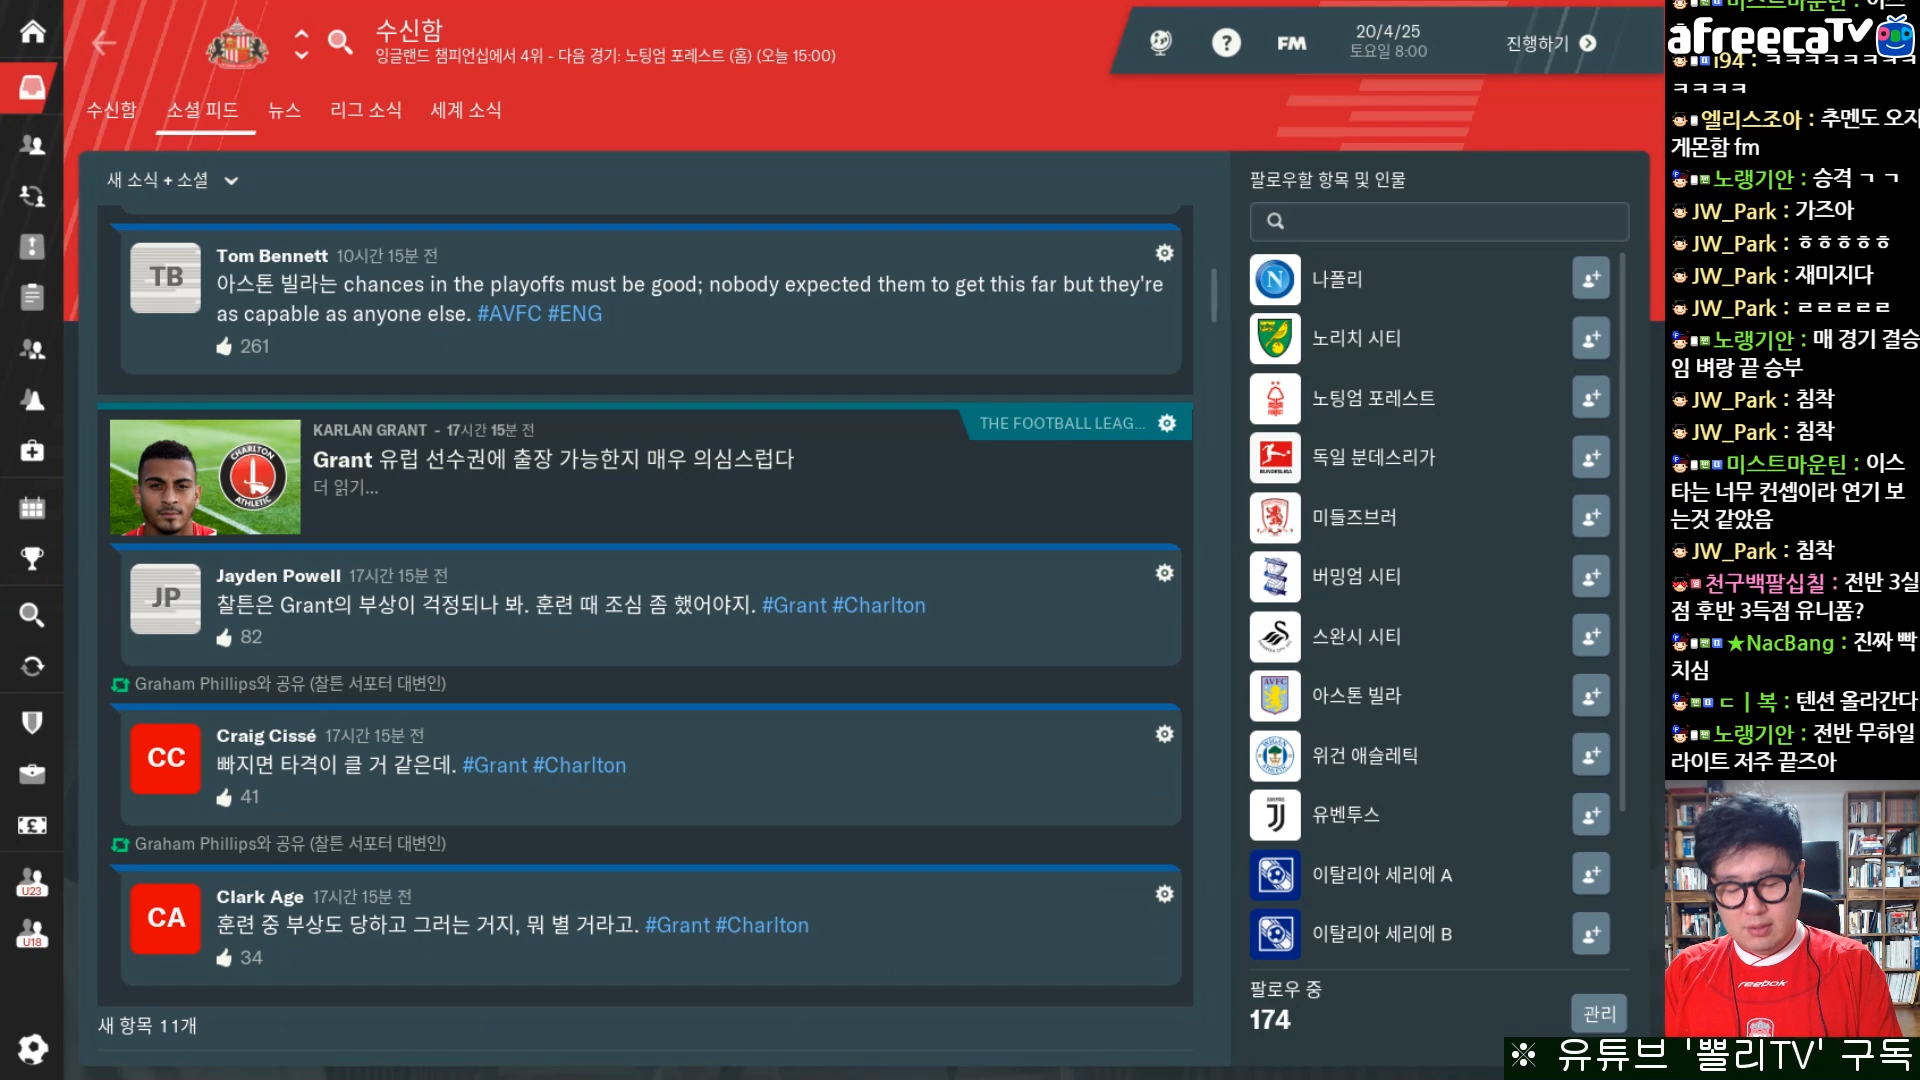 수신함
잉글랜드 챔피언십에서 4위 - 다음 경기: 노팅엄 포레스트 (홈) (오늘 15:00)
FM
20/4/25
토요일 8:00
진행하기
수신함
소셜 피드
뉴스
리그 소식
세계 소식
새 소식 + 소셜
TB
Tom Bennett 10시간 15분 전
아스톤 빌라는 chances in the playoffs must be good; nobody expected them to get this far but they're
as capable as anyone else. #AVFC #ENG
261
KARLAN GRANT - 17시간 15분 전
THE FOOTBALL LEAG...
Grant 유럽 선수권에 출장 가능한지 매우 의심스럽다
더 읽기...
CHARLTON
ATHLETIC
JP
Jayden Powell 17시간 15분 전
찰튼은 Grant의 부상이 걱정되나 봐. 훈련 때 조심 좀 했어야지. #Grant #Charlton
82
Graham Phillips와 공유 (찰튼 서포터 대변인)
CC
Craig Cissé 17시간 15분 전
빠지면 타격이 클 거 같은데. #Grant #Charlton
41
Graham Phillips와 공유 (찰튼 서포터 대변인)
CA
Clark Age 17시간 15분 전
훈련 중 부상도 당하고 그러는 거지, 뭐 별 거라고. #Grant #Charlton
34
새 항목 11개
U23
U18
팔로우할 항목 및 인물
나폴리
노리치 시티
노팅엄 포레스트
독일 분데스리가
미들즈브러
버밍엄 시티
스완시 시티
AVFC
아스톤 빌라
위건 애슬레틱
유벤투스
이탈리아 세리에 A
이탈리아 세리에 B
팔로우 중
174
관리
afreecaTV
i94 : ㅋㅋㅋㅋㅋㅋㅋㅋ
ㅋㅋㅋㅋ
엘리스조아 : 추멘도 오지
게몬함 fm
노랭기안 : 승격 ㄱ ㄱ
JW_Park : 가즈아
JW_Park : ㅎㅎㅎㅎㅎ
JW_Park : 재미지다
JW_Park : ㄹㄹㄹㄹㄹ
노랭기안 : 매 경기 결승
임 벼랑 끝 승부
JW_Park : 침착
JW_Park : 침착
미스트마운틴 : 이스
타는 너무 컨셉이라 연기 보
는것 같았음
JW_Park : 침착
천구백팔십칠 : 전반 3실
점 후반 3득점 유니폼?
★NacBang : 진짜 빡
치심
ㄷㅣ복 : 텐션 올라간다
노랭기안 : 전반 무하일
라이트 저주 끝즈아
Reebok
※ 유튜브 '뽈리TV' 구독